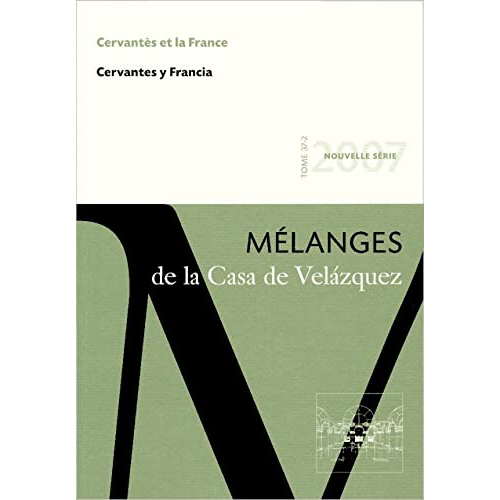 Cervantès et la France
Cervantes y Francia
TOME 37-2
2007
NOUVELLE SÉRIE
MÉLANGES
de la Casa de Velázquez